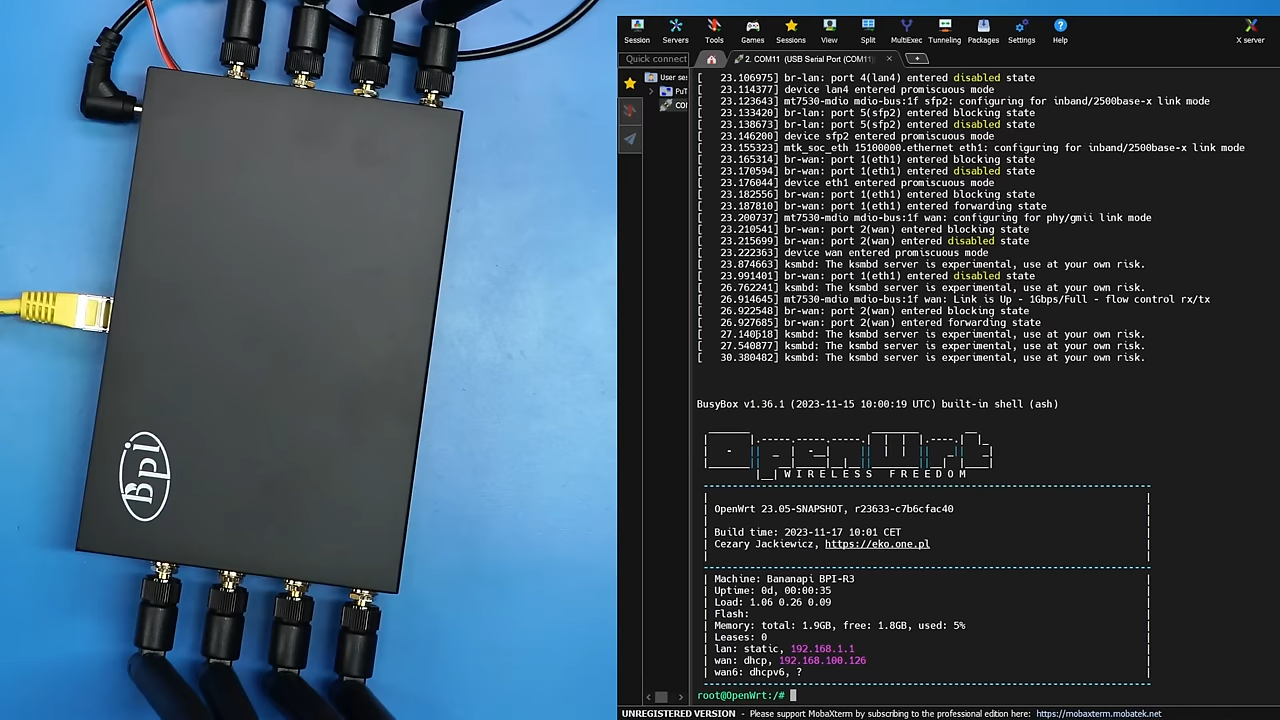 Bpi
Session Servers Tools Games Sessions View Split MultiExec Tunneling Packages Settings Help X server
Quick connect
2. COM11 (USB Serial Port (COM11)
User ses
PuT
COM
[ 23.106975] br-lan: port 4(lan4) entered disabled state
[ 23.114377] device lan4 entered promiscuous mode
[ 23.123643] mt7530-mdio mdio-bus:1f sfp2: configuring for inband/2500base-x link mode
[ 23.133420] br-lan: port 5(sfp2) entered blocking state
[ 23.138673] br-lan: port 5(sfp2) entered disabled state
[ 23.146200] device sfp2 entered promiscuous mode
[ 23.155323] mtk_soc_eth 15100000.ethernet eth1: configuring for inband/2500base-x link mode
[ 23.165314] br-wan: port 1(eth1) entered blocking state
[ 23.170594] br-wan: port 1(eth1) entered disabled state
[ 23.176044] device eth1 entered promiscuous mode
[ 23.182556] br-wan: port 1(eth1) entered blocking state
[ 23.187810] br-wan: port 1(eth1) entered forwarding state
[ 23.200737] mt7530-mdio mdio-bus:1f wan: configuring for phy/gmii link mode
[ 23.210541] br-wan: port 2(wan) entered blocking state
[ 23.215699] br-wan: port 2(wan) entered disabled state
[ 23.222363] device wan entered promiscuous mode
[ 23.874663] ksmbd: The ksmbd server is experimental, use at your own risk.
[ 23.991401] br-wan: port 1(eth1) entered disabled state
[ 26.762241] ksmbd: The ksmbd server is experimental, use at your own risk.
[ 26.914645] mt7530-mdio mdio-bus:1f wan: Link is Up - 1Gbps/Full - flow control rx/tx
[ 26.922548] br-wan: port 2(wan) entered blocking state
[ 26.927685] br-wan: port 2(wan) entered forwarding state
[ 27.140518] ksmbd: The ksmbd server is experimental, use at your own risk.
[ 27.540877] ksmbd: The ksmbd server is experimental, use at your own risk.
[ 30.380482] ksmbd: The ksmbd server is experimental, use at your own risk.
BusyBox v1.36.1 (2023-11-15 10:00:19 UTC) built-in shell (ash)
OpenWrt
WIRELESS FREEDOM
OpenWrt 23.05-SNAPSHOT, r23633-c7b6cfac40
Build time: 2023-11-17 10:01 CET
Cezary Jackiewicz, https://eko.one.pl
Machine: Bananapi BPI-R3
Uptime: 0d, 00:00:35
Load: 1.06 0.26 0.09
Flash:
Memory: total: 1.9GB, free: 1.8GB, used: 5%
Leases: 0
lan: static, 192.168.1.1
wan: dhcp, 192.168.100.126
wan6: dhcpv6, ?
root@OpenWrt:/#
UNREGISTERED VERSION - Please support MobaXterm by subscribing to the professional edition here: https://mobaxterm.mobatek.net